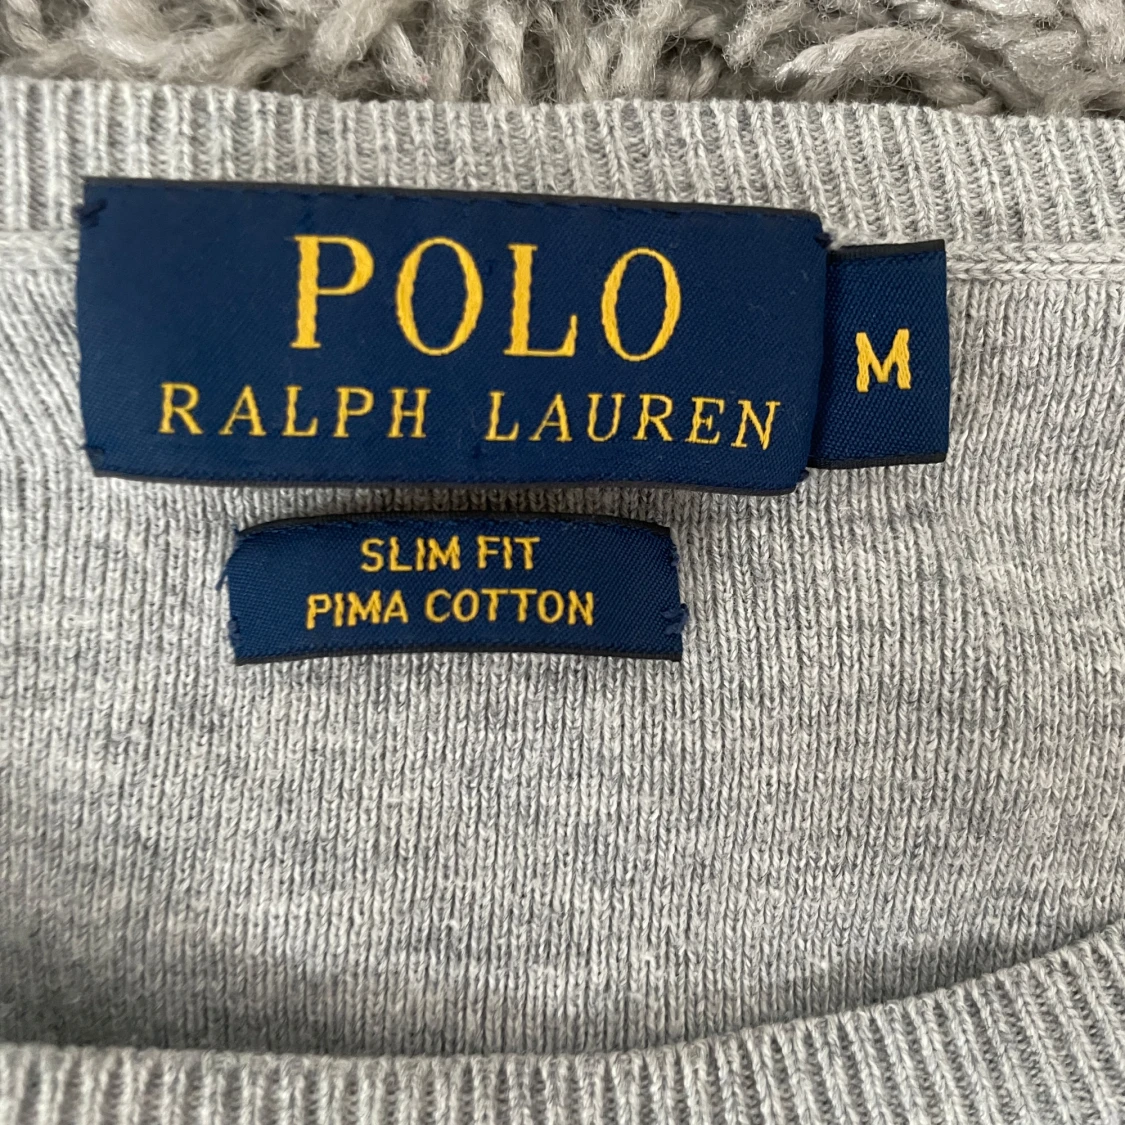 POLO
RALPH LAUREN
M
SLIM FIT
PIMA COTTON